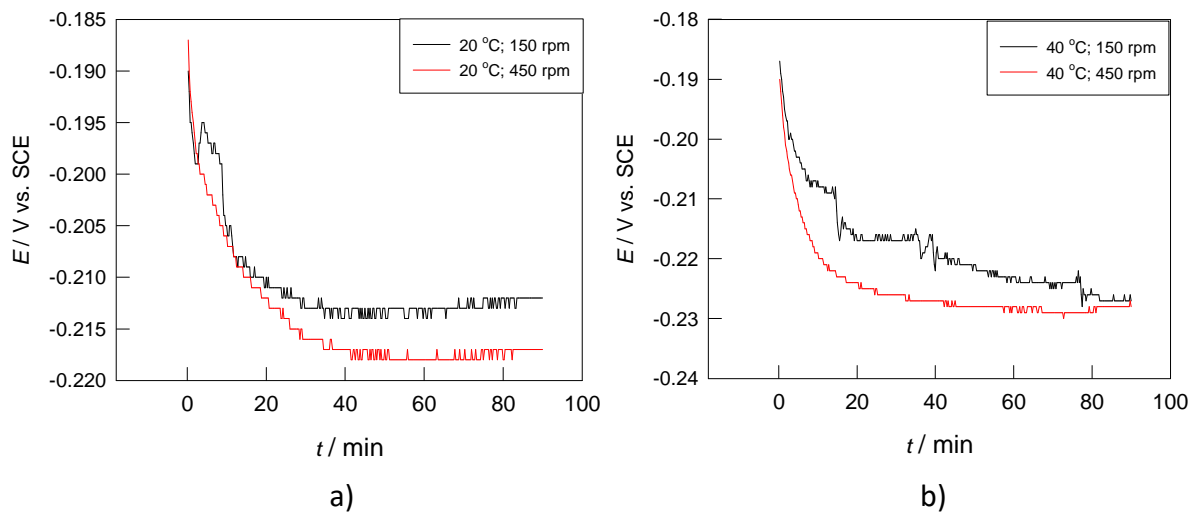 -0.185
-0.190
-0.195
-0.200
-0.205
-0.210
-0.215
-0.220
E / V vs. SCE
0 20 40 60 80 100
t / min
20 °C; 150 rpm
20 °C; 450 rpm
a)
-0.18
-0.19
-0.20
-0.21
-0.22
-0.23
-0.24
E / V vs. SCE
0 20 40 60 80 100
t / min
40 °C; 150 rpm
40 °C; 450 rpm
b)